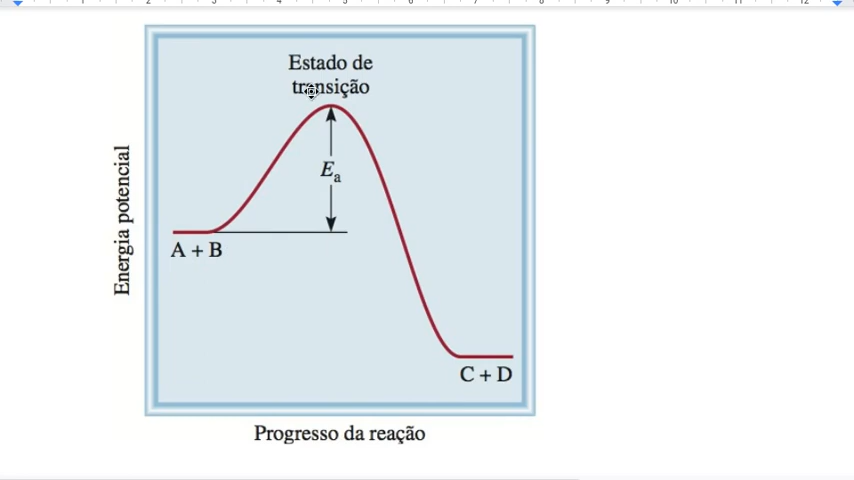 Estado de
transição
Energia potencial
Ea
A + B
C + D
Progresso da reação